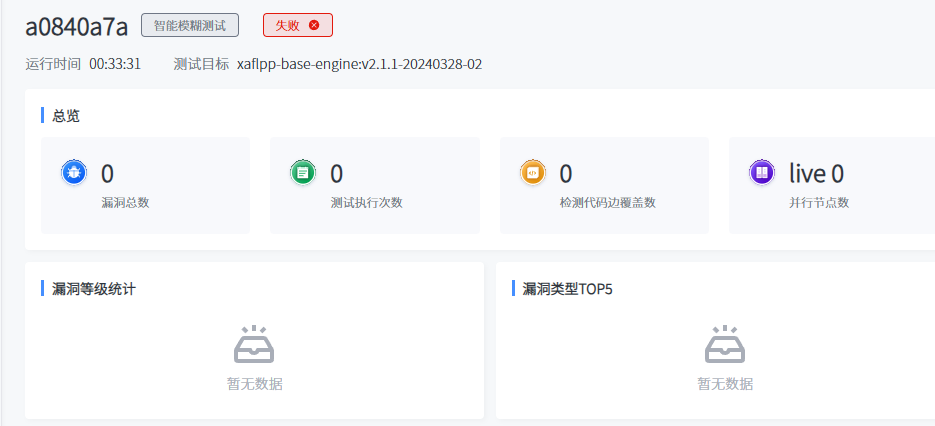 a0840a7a 智能模糊测试 失败
运行时间 00:33:31 测试目标 xaflpp-base-engine:v2.1.1-20240328-02
总览
0 0 0 live 0
漏洞总数 测试执行次数 检测代码边覆盖数 并行节点数
漏洞等级统计 漏洞类型TOP5
暂无数据 暂无数据